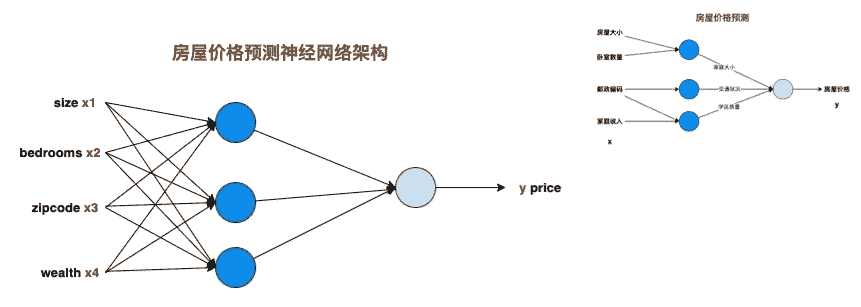 房屋价格预测神经网络架构
size x1
bedrooms x2
zipcode x3
wealth x4
y price
房屋价格预测
房屋大小
卧室数量
邮政编码
家庭收入
x
家庭大小
交通状况
学区质量
房屋价格
y